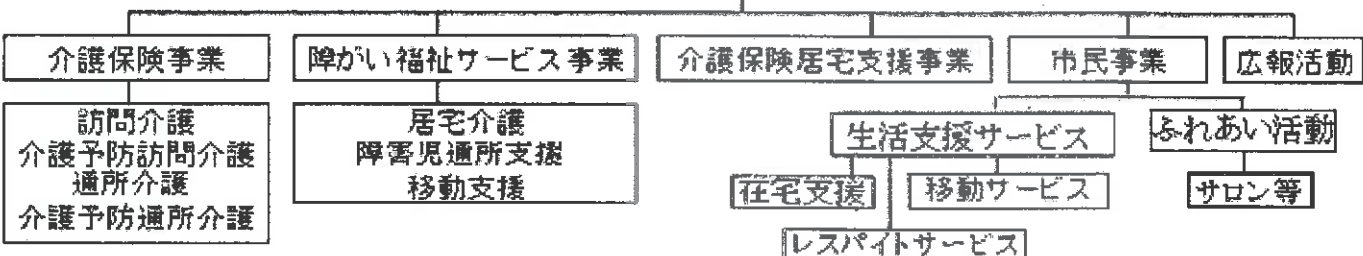 介護保険事業
障がい福祉サービス事業
介護保険居宅支援事業
市民事業
広報活動
訪問介護
介護予防訪問介護
通所介護
介護予防通所介護
居宅介護
障害児通所支援
移動支援
生活支援サービス
ふれあい活動
在宅支援
移動サービス
サロン等
レスパイトサービス